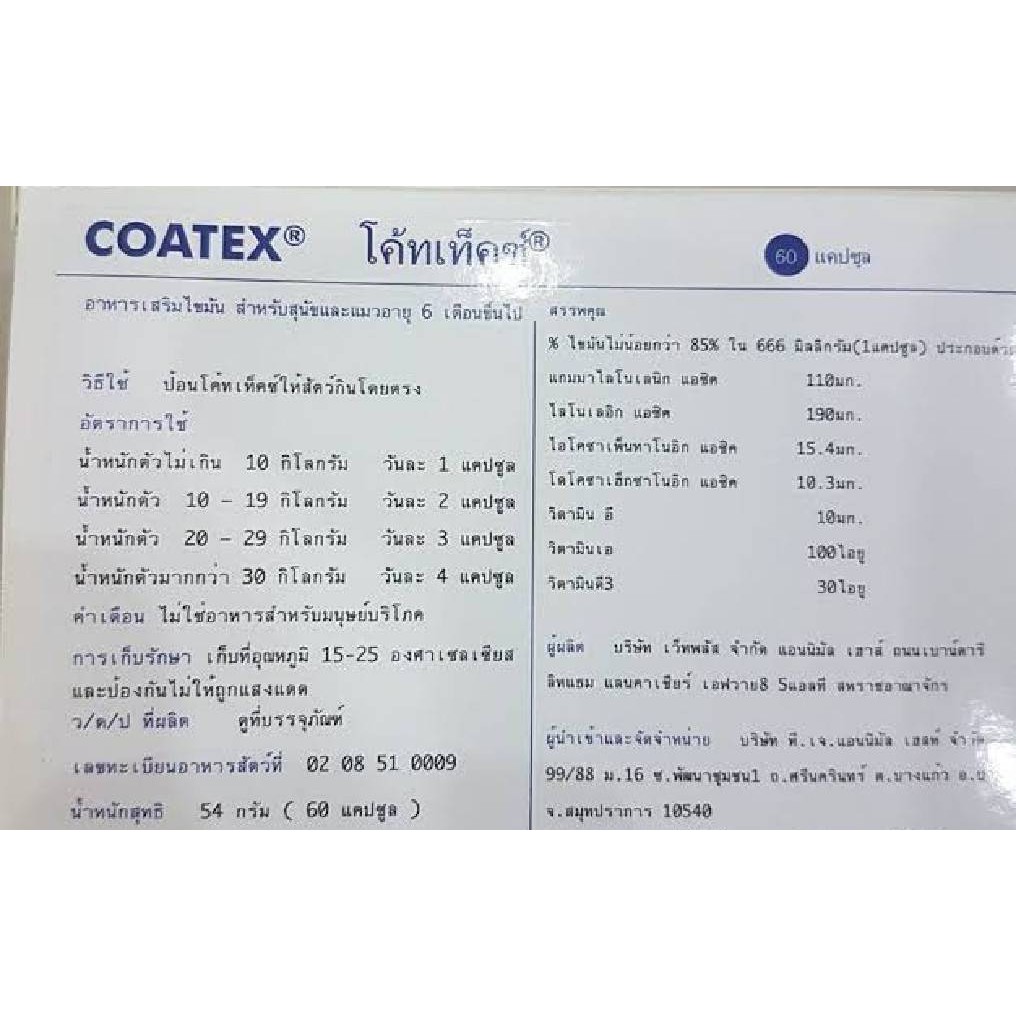 COATEX® โค้ทเท็คซ์®
60 แคปซูล
อาหารเสริมไขมัน สำหรับสุนัขและแมวอายุ 6 เดือนขึ้นไป
วิธีใช้ ป้อนโค้ทเท็คซ์ให้สัตว์กินโดยตรง
อัตราการใช้
น้ำหนักตัวไม่เกิน 10 กิโลกรัม วันละ 1 แคปซูล
น้ำหนักตัว 10 – 19 กิโลกรัม วันละ 2 แคปซูล
น้ำหนักตัว 20 – 29 กิโลกรัม วันละ 3 แคปซูล
น้ำหนักตัวมากกว่า 30 กิโลกรัม วันละ 4 แคปซูล
คำเตือน ไม่ใช่อาหารสำหรับมนุษย์บริโภค
การเก็บรักษา เก็บที่อุณหภูมิ 15-25 องศาเซลเซียส
และป้องกันไม่ให้ถูกแสงแดด
ว/ด/ป ที่ผลิต ดูที่บรรจุภัณฑ์
เลขทะเบียนอาหารสัตว์ที่ 02 08 51 0009
น้ำหนักสุทธิ 54 กรัม ( 60 แคปซูล )
สรรพคุณ
% ไขมันไม่น้อยกว่า 85% ใน 666 มิลลิกรัม(1แคปซูล) ประกอบด้วย
แกมมาไลโนเลนิก แอซิด 110มก.
ไลโนเลอิก แอซิด 190มก.
ไอโคซาเพ็นทาโนอิก แอซิด 15.4มก.
โดโคซาเฮ็กซาโนอิก แอซิด 10.3มก.
วิตามิน อี 10มก.
วิตามินเอ 100ไอยู
วิตามินดี3 30ไอยู
ผู้ผลิต บริษัท เว็ทพลัส จำกัด แอนนิมัล เฮาส์ ถนนเบาน์ดารี
ลิทแธม แลนคาเชียร์ เอฟวาย8 5แอลที สหราชอาณาจักร
ผู้นำเข้าและจัดจำหน่าย บริษัท พี.เจ.แอนนิมัล เฮลท์ จำกัด
99/88 ม.16 ซ.พัฒนาชุมชน1 ถ.ศรีนครินทร์ ต.บางแก้ว อ.บ
จ.สมุทปราการ 10540